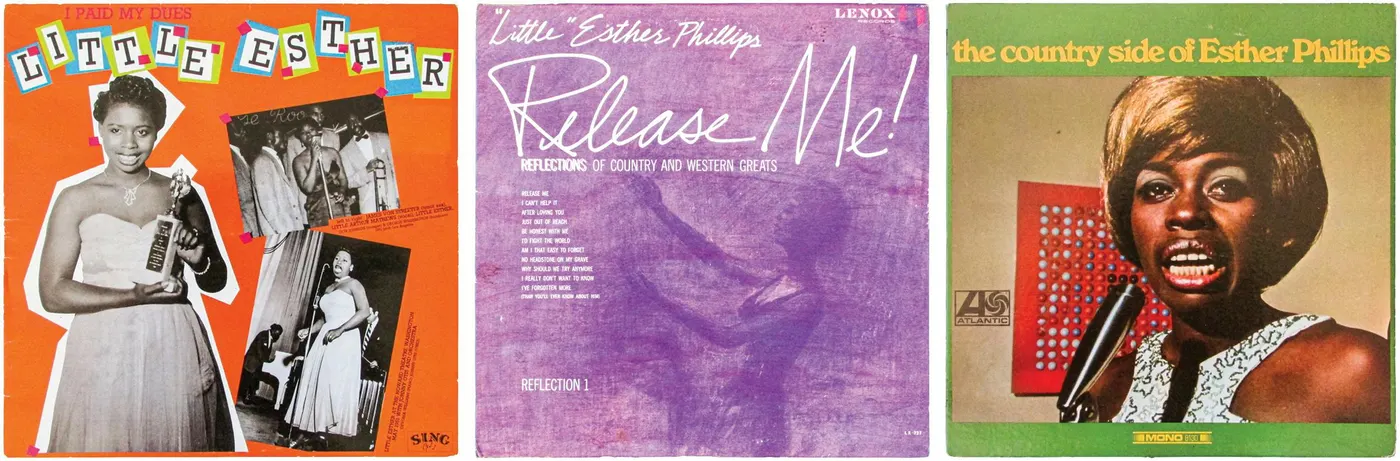 I PAID MY DUES
LITTLE ESTHER
SING
"Little" Esther Phillips
LENOX
RECORDS
Release Me!
REFLECTIONS OF COUNTRY AND WESTERN GREATS
RELEASE ME
I CAN'T HELP IT
AFTER LOVING YOU
JUST OUT OF REACH
BE HONEST WITH ME
I'D FIGHT THE WORLD
AM I THAT EASY TO FORGET
NO HEADSTONE ON MY GRAVE
WHY SHOULD WE TRY ANYMORE
I REALLY DON'T WANT TO KNOW
I'VE FORGOTTEN MORE
(THAN YOU'LL EVER KNOW ABOUT HIM)
REFLECTION 1
the country side of Esther Phillips
ATLANTIC
MONO 8130